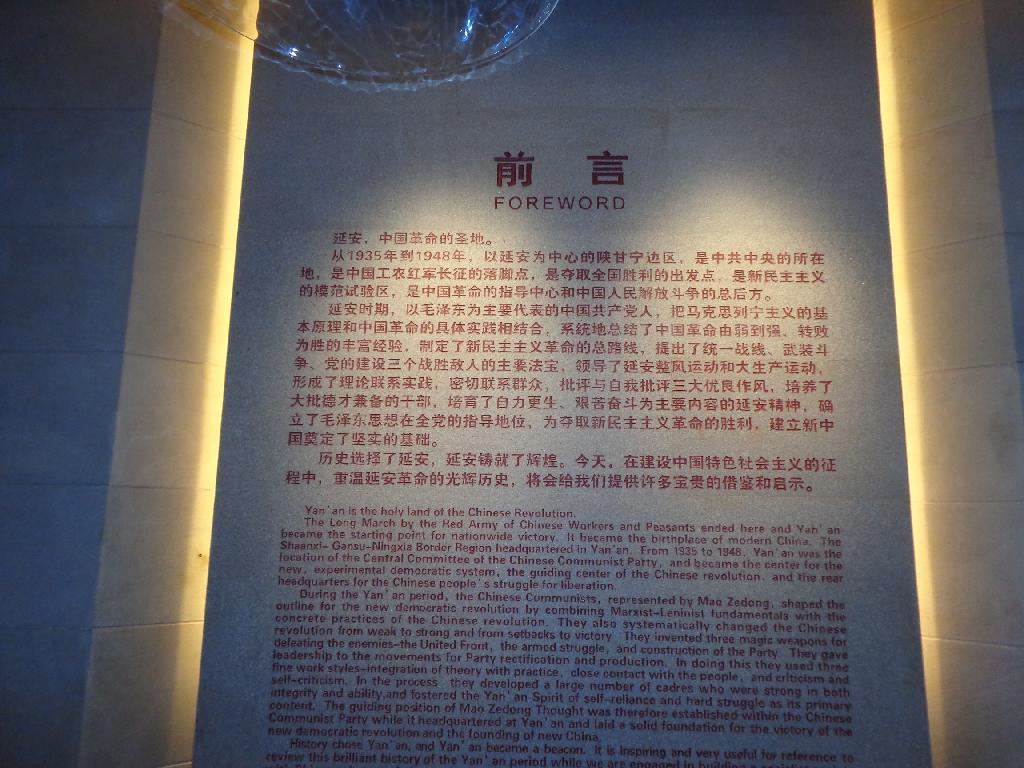 前 言
FOREWORD
延安，中国革命的圣地。
从1935年到1948年，以延安为中心的陕甘宁边区，是中共中央的所在
地，是中国工农红军长征的落脚点，是夺取全国胜利的出发点，是新民主主义
的模范试验区，是中国革命的指导中心和中国人民解放斗争的总后方。
延安时期，以毛泽东为主要代表的中国共产党人，把马克思列宁主义的基
本原理和中国革命的具体实践相结合，系统地总结了中国革命由弱到强、转败
为胜的丰富经验，制定了新民主主义革命的总路线，提出了统一战线、武装斗
争、党的建设三个战胜敌人的主要法宝，领导了延安整风运动和大生产运动，
形成了理论联系实践，密切联系群众，批评与自我批评三大优良作风，培养了
大批德才兼备的干部，培育了自力更生、艰苦奋斗为主要内容的延安精神，确
立了毛泽东思想在全党的指导地位，为夺取新民主主义革命的胜利，建立新中
国奠定了坚实的基础。
历史选择了延安，延安铸就了辉煌。今天，在建设中国特色社会主义的征
程中，重温延安革命的光辉历史，将会给我们提供许多宝贵的借鉴和启示。
Yan'an is the holy land of the Chinese Revolution.
The Long March by the Red Army of Chinese Workers and Peasants ended here and Yan'an
became the starting point for nationwide victory. It became the birthplace of modern China. The
Shaanxi-Gansu-Ningxia Border Region headquartered in Yan'an. From 1935 to 1948, Yan'an was the
location of the Central Committee of the Chinese Communist Party, and became the center for the
new, experimental democratic system, the guiding center of the Chinese revolution, and the rear
headquarters for the Chinese people's struggle for liberation.
During the Yan'an period, the Chinese Communists, represented by Mao Zedong, shaped the
outline for the new democratic revolution by combining Marxist-Leninist fundamentals with the
concrete practices of the Chinese revolution. They also systematically changed the Chinese
revolution from weak to strong and from setbacks to victory. They invented three magic weapons for
defeating the enemies-the United Front, the armed struggle, and construction of the Party. They gave
leadership to the movements for Party rectification and production. In doing this they used three
fine work styles-integration of theory with practice, close contact with the people, and criticism and
self-criticism. In the process they developed a large number of cadres who were strong in both
integrity and ability,and fostered the Yan'an Spirit of self-reliance and hard struggle as its primary
content. The guiding position of Mao Zedong Thought was therefore established within the Chinese
Communist Party while it headquartered at Yan'an and laid a solid foundation for the victory of the
new democratic revolution and the founding of new China.
History chose Yan'an, and Yan'an became a beacon. It is inspiring and very useful for reference to
review this brilliant history of the Yan'an period while we are engaged in building a